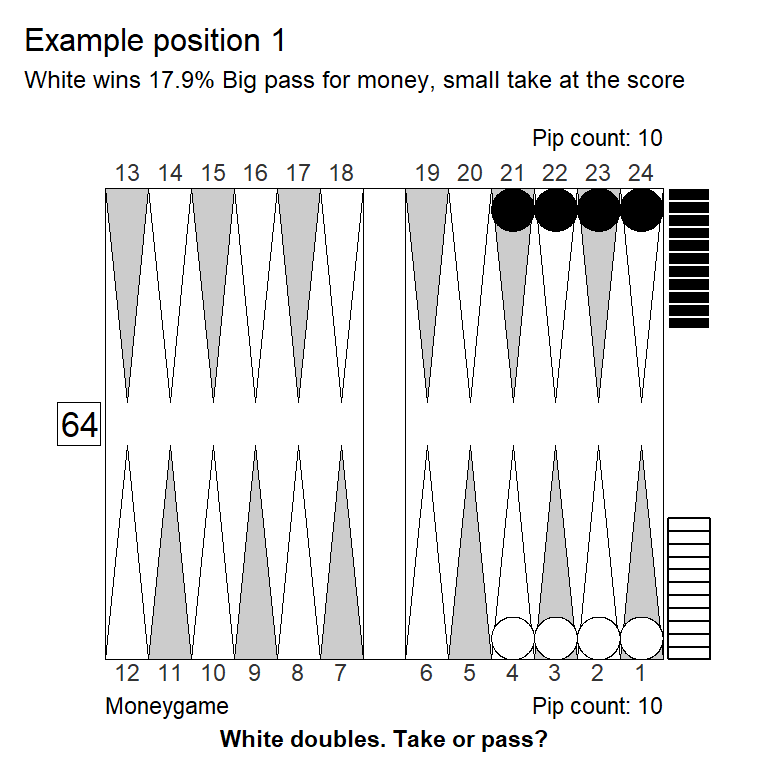 Example position 1
White wins 17.9% Big pass for money, small take at the score
Pip count: 10
13 14 15 16 17 18 19 20 21 22 23 24
64
12 11 10 9 8 7 6 5 4 3 2 1
Moneygame Pip count: 10
White doubles. Take or pass?